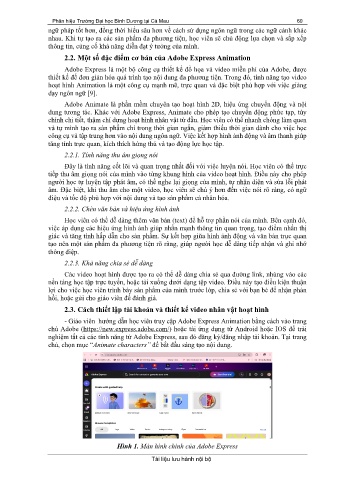 Phân hiệu Trường Đại học Bình Dương tại Cà Mau 60
ngữ pháp tốt hơn, đồng thời hiểu sâu hơn về cách sử dụng ngôn ngữ trong các ngữ cảnh khác
nhau. Khi tự tạo ra các sản phẩm đa phương tiện, học viên sẽ chủ động lựa chọn và sắp xếp
thông tin, củng cố khả năng diễn đạt ý tưởng của mình.
2.2. Một số đặc điểm cơ bản của Adobe Express Animation
Adobe Express là một bộ công cụ thiết kế đồ họa và video miễn phí của Adobe, được
thiết kế để đơn giản hóa quá trình tạo nội dung đa phương tiện. Trong đó, tính năng tạo video
hoạt hình Animation là một công cụ mạnh mẽ, trực quan và đặc biệt phù hợp với việc giảng
dạy ngôn ngữ [9].
Adobe Animate là phần mềm chuyên tạo hoạt hình 2D, hiệu ứng chuyển động và nội
dung tương tác. Khác với Adobe Express, Animate cho phép tạo chuyển động phức tạp, tùy
chỉnh chi tiết, thậm chí dựng hoạt hình nhân vật từ đầu. Học viên có thể nhanh chóng làm quen
và tự mình tạo ra sản phẩm chỉ trong thời gian ngắn, giảm thiểu thời gian dành cho việc học
công cụ và tập trung hơn vào nội dung ngôn ngữ. Việc kết hợp hình ảnh động và âm thanh giúp
tăng tính trực quan, kích thích hứng thú và tạo động lực học tập.
2.2.1. Tính năng thu âm giọng nói
Đây là tính năng cốt lõi và quan trọng nhất đối với việc luyện nói. Học viên có thể trực
tiếp thu âm giọng nói của mình vào từng khung hình của video hoạt hình. Điều này cho phép
người học tự luyện tập phát âm, có thể nghe lại giọng của mình, tự nhận diện và sửa lỗi phát
âm. Đặc biệt, khi thu âm cho một video, học viên sẽ chú ý hơn đến việc nói rõ ràng, có ngữ
điệu và tốc độ phù hợp với nội dung và tạo sản phẩm cá nhân hóa.
2.2.2. Chèn văn bản và hiệu ứng hình ảnh
Học viên có thể dễ dàng thêm văn bản (text) để hỗ trợ phần nói của mình. Bên cạnh đó,
việc áp dụng các hiệu ứng hình ảnh giúp nhấn mạnh thông tin quan trọng, tạo điểm nhấn thị
giác và tăng tính hấp dẫn cho sản phẩm. Sự kết hợp giữa hình ảnh động và văn bản trực quan
tạo nên một sản phẩm đa phương tiện rõ ràng, giúp người học dễ dàng tiếp nhận và ghi nhớ
thông điệp.
2.2.3. Khả năng chia sẻ dễ dàng
Các video hoạt hình được tạo ra có thể dễ dàng chia sẻ qua đường link, nhúng vào các
nền tảng học tập trực tuyến, hoặc tải xuống dưới dạng tệp video. Điều này tạo điều kiện thuận
lợi cho việc học viên trình bày sản phẩm của mình trước lớp, chia sẻ với bạn bè để nhận phản
hồi, hoặc gửi cho giáo viên để đánh giá.
2.3. Cách thiết lập tài khoản và thiết kế video nhân vật hoạt hình
- Giáo viên hướng dẫn học viên truy cập Adobe Express Animation bằng cách vào trang
chủ Adobe (https://new.express.adobe.com/) hoặc tải ứng dụng từ Android hoặc IOS để trải
nghiệm tất cả các tính năng từ Adobe Express, sau đó đăng ký/đăng nhập tài khoản. Tại trang
chủ, chọn mục “Animate characters” để bắt đầu sáng tạo nội dung.
Hình 1. Màn hình chính của Adobe Express
Tài liệu lưu hành nội bộ